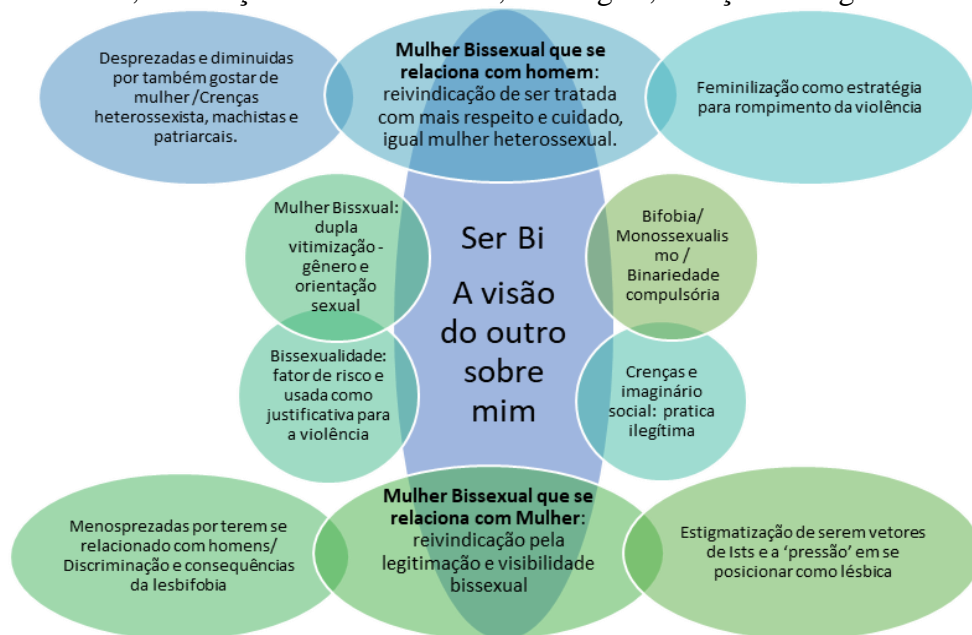 Desprezadas e diminuidas
por também gostar de
mulher /Crenças
heterossexista, machistas e
patriarcais.
Mulher Bissexual que se
relaciona com homem:
reivindicação de ser tratada
com mais respeito e cuidado,
igual mulher heterossexual.
Feminilização como estratégia
para rompimento da violência
Mulher Bissxual:
dupla
vitimização -
gênero e
orientação
sexual
Ser Bi
A visão
do outro
sobre
mim
Bifobia/
Monossexualis
mo /
Binariedade
compulsória
Bissexualidade:
fator de risco e
usada como
justificativa para
a violência
Crenças e
imaginário
social: pratica
ilegítima
Menosprezadas por terem se
relacionado com homens/
Discriminação e consequências
da lesbifobia
Mulher Bissexual que se
relaciona com Mulher:
reivindicação pela
legitimação e visibilidade
bissexual
Estigmatização de serem vetores
de Ists e a ‘pressão’ em se
posicionar como lésbica